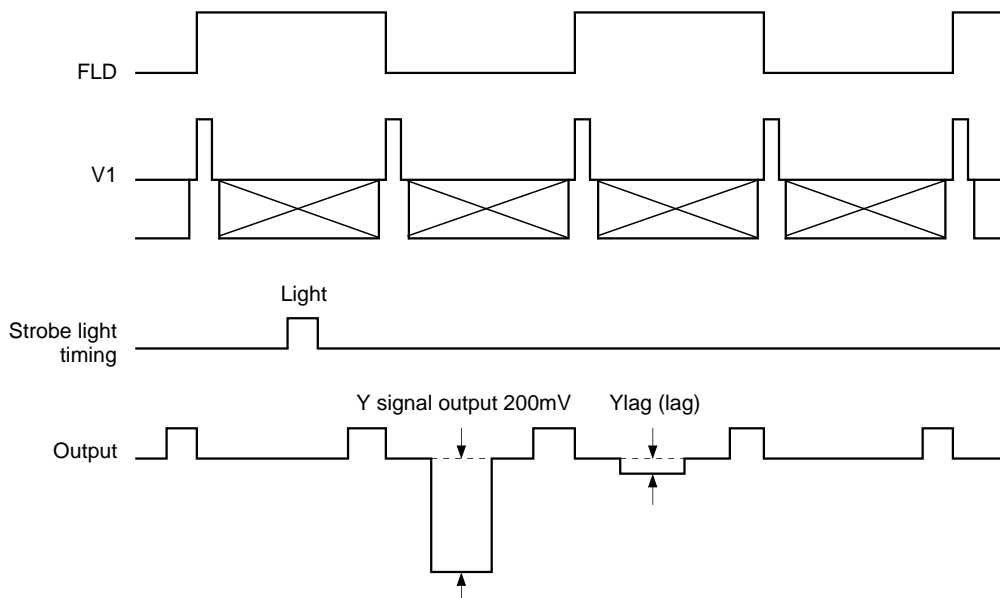 FLD
V1
Light
Strobe light
timing
Y signal output 200mV
Ylag (lag)
Output